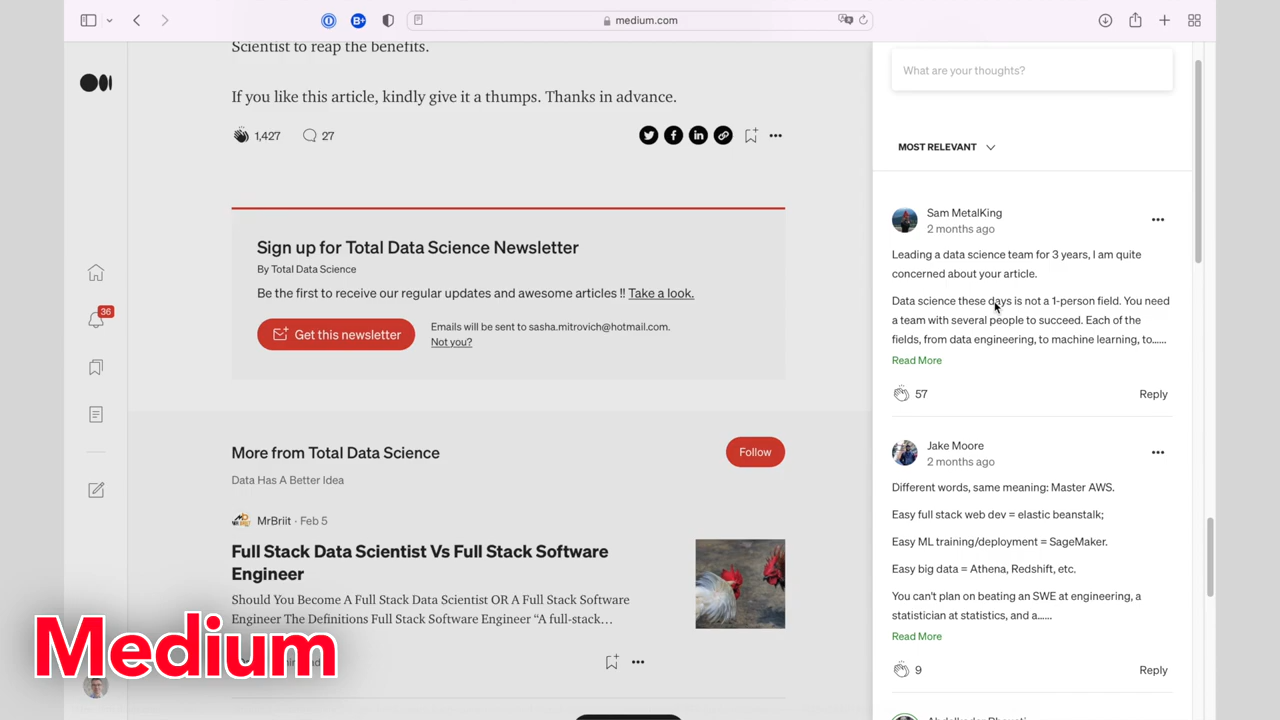 medium.com
Scientist to reap the benefits.
If you like this article, kindly give it a thumps. Thanks in advance.
1,427
27
Sign up for Total Data Science Newsletter
By Total Data Science
Be the first to receive our regular updates and awesome articles !! Take a look.
Get this newsletter
Emails will be sent to sasha.mitrovich@hotmail.com.
Not you?
More from Total Data Science
Follow
Data Has A Better Idea
MrBriit · Feb 5
Full Stack Data Scientist Vs Full Stack Software
Engineer
Should You Become A Full Stack Data Scientist OR A Full Stack Software
Engineer The Definitions Full Stack Software Engineer “A full-stack…
36
Medium
What are your thoughts?
MOST RELEVANT
Sam MetalKing
2 months ago
Leading a data science team for 3 years, I am quite
concerned about your article.
Data science these days is not a 1-person field. You need
a team with several people to succeed. Each of the
fields, from data engineering, to machine learning, to......
Read More
57
Reply
Jake Moore
2 months ago
Different words, same meaning: Master AWS.
Easy full stack web dev = elastic beanstalk;
Easy ML training/deployment = SageMaker.
Easy big data = Athena, Redshift, etc.
You can't plan on beating an SWE at engineering, a
statistician at statistics, and a......
Read More
9
Reply